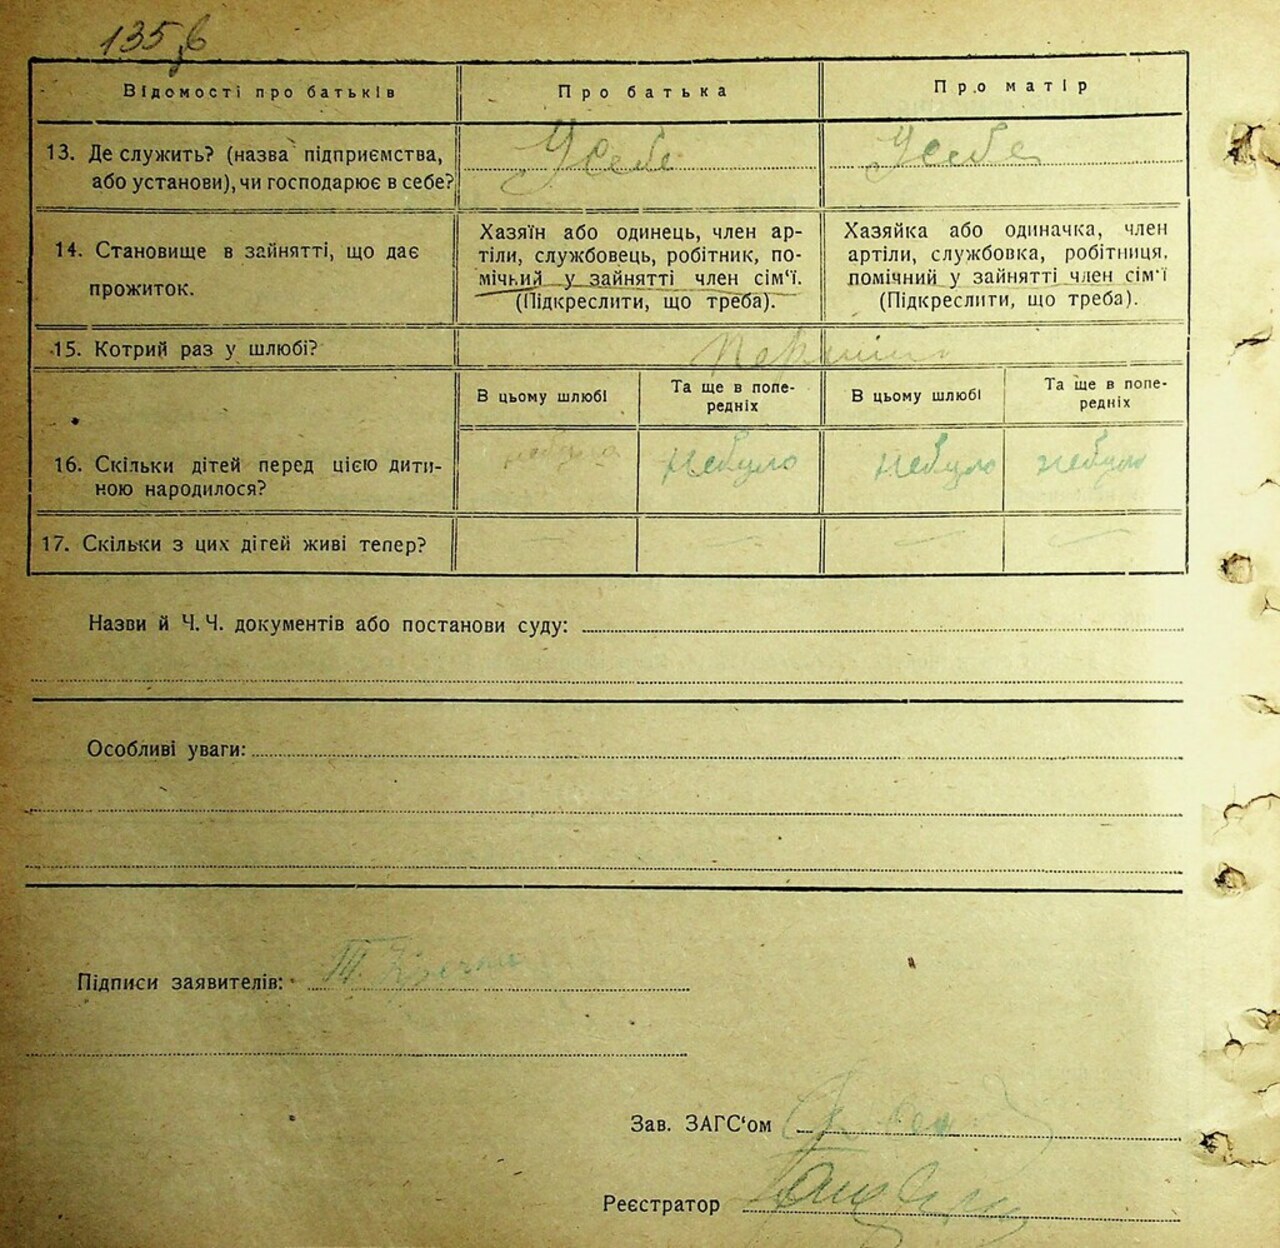 135
Відомості про батьків
Про батька
Про матір
13. Де служить? (назва підприємства,
або установи), чи господарює в себе?
У себе
У себе
14. Становище в зайнятті, що дає
прожиток.
Хазяїн або одинець, член ар-
тіли, службовець, робітник, по-
мічний у зайнятті член сім'ї.
(Підкреслити, що треба).
Хазяйка або одиначка, член
артіли, службовка, робітниця,
помічний у зайнятті член сім'ї
(Підкреслити, що треба).
15. Котрий раз у шлюбі?
В цьому шлюбі
Та ще в попе-
редніх
В цьому шлюбі
Та ще в попе-
редніх
16. Скільки дітей перед цією дити-
ною народилося?
небуло
небуло
небуло
небуло
17. Скільки з цих дітей живі тепер?
— — — —
Назви й Ч. Ч. документів або постанови суду:
Особливі уваги:
Підписи заявителів:
Зав. ЗАГС'ом
Реєстратор